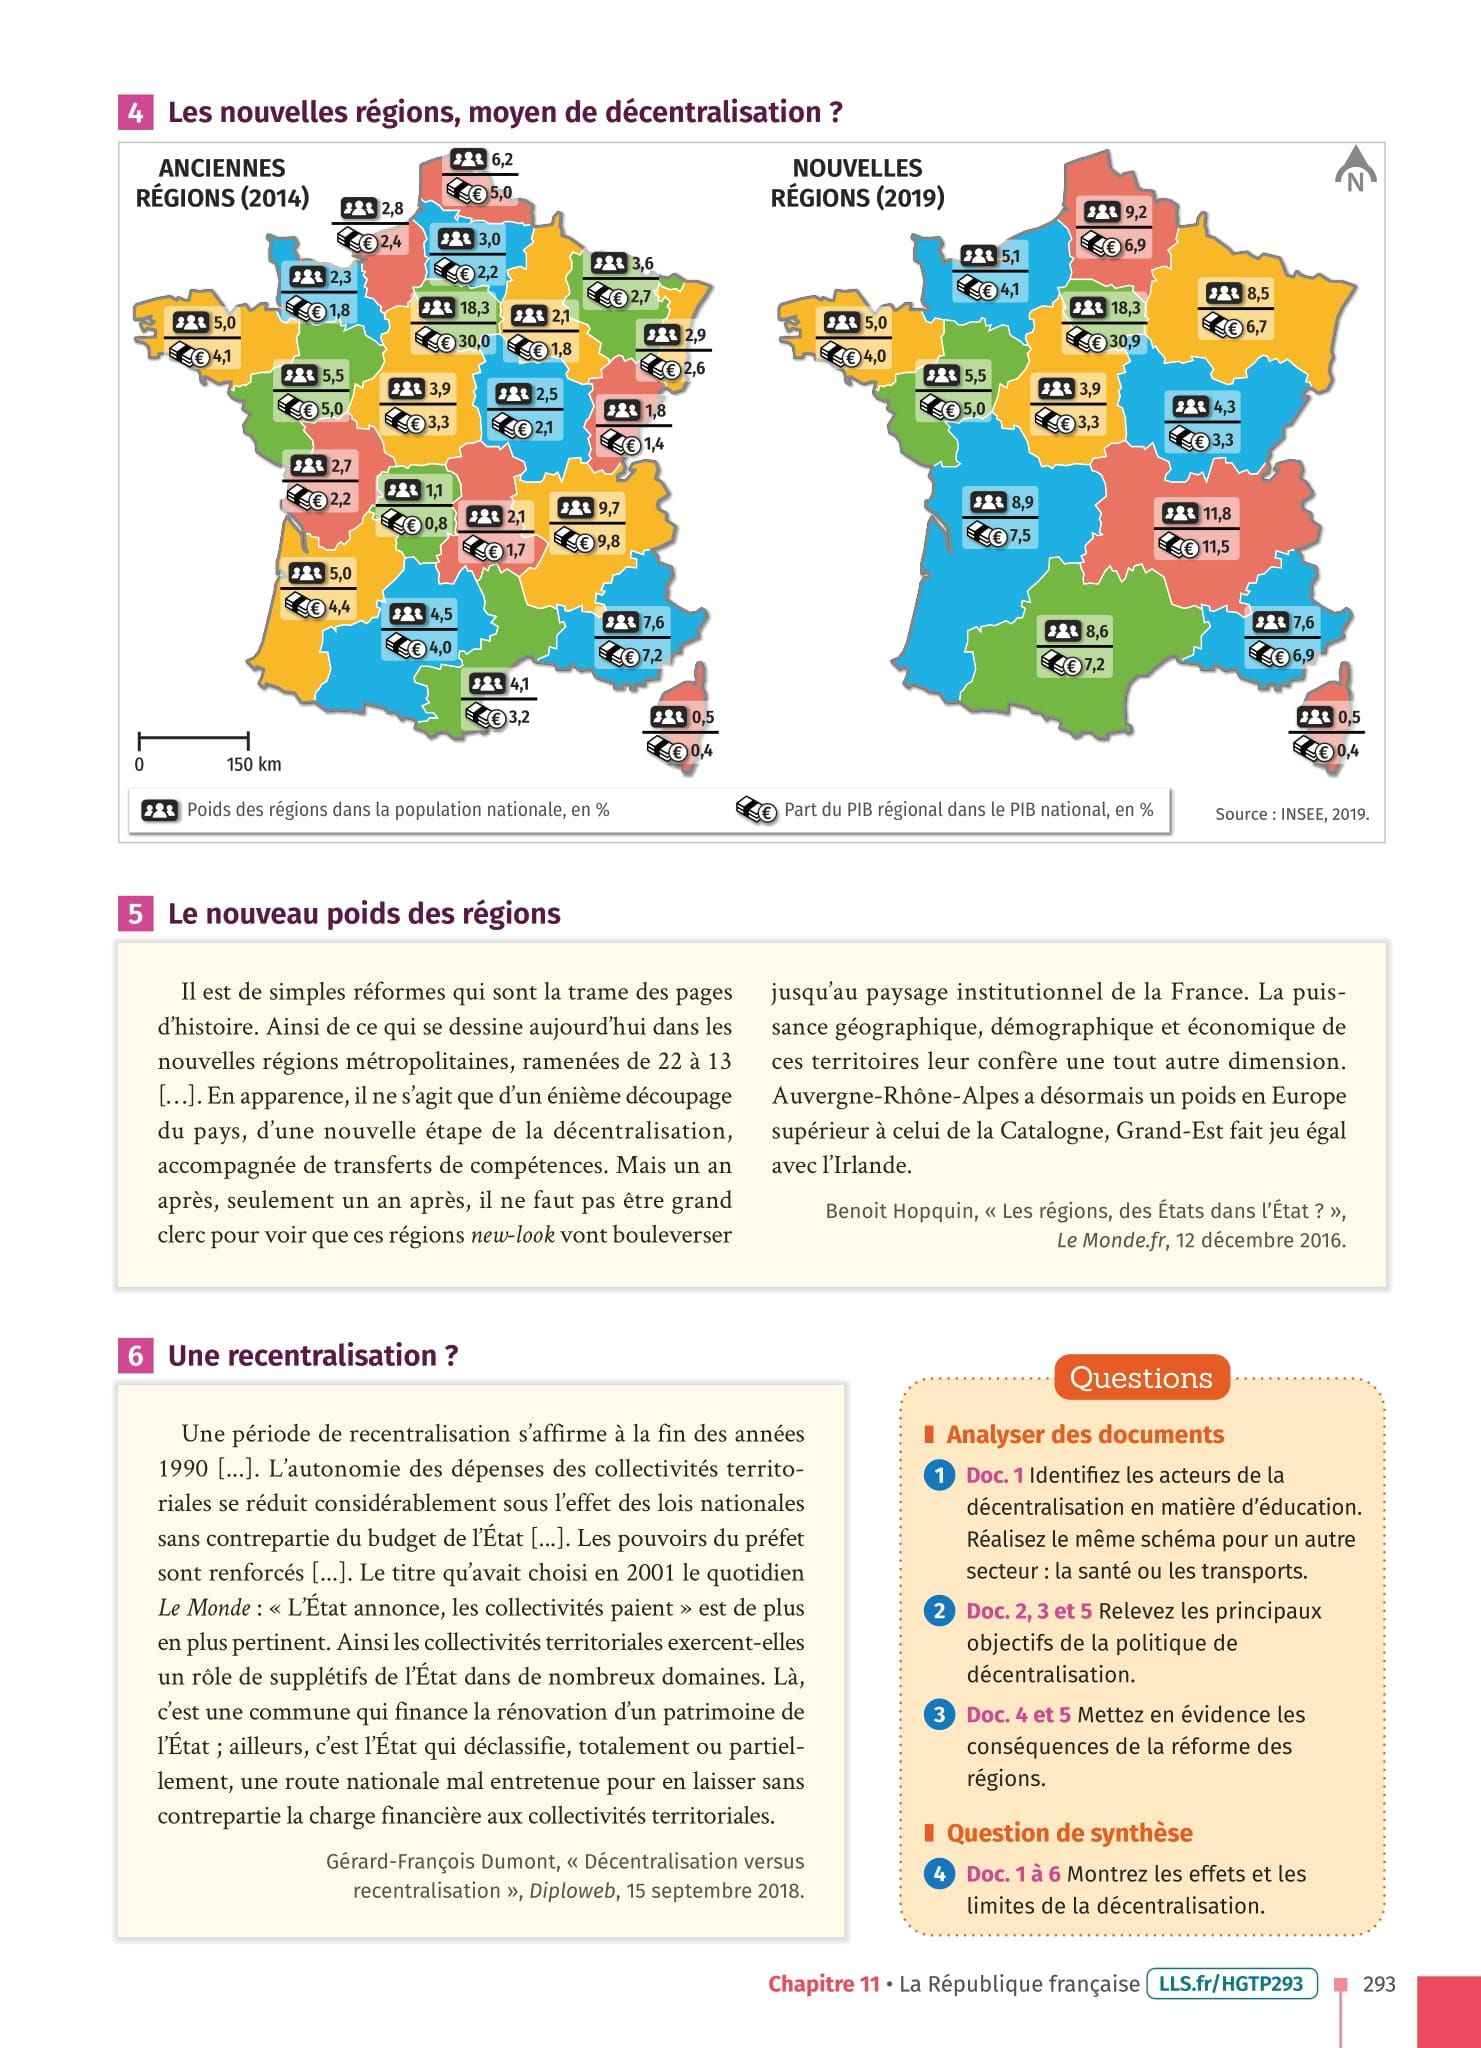 4 Les nouvelles régions, moyen de décentralisation ?
ANCIENNES
RÉGIONS (2014)
6,2
5,0
2,8
2,4
3,0
2,2
2,3
1,8
3,6
2,7
18,3
30,0
2,1
1,8
5,0
4,1
2,9
2,6
5,5
5,0
3,9
3,3
2,5
2,1
1,8
1,4
2,7
2,2
1,1
0,8
2,1
1,7
9,7
9,8
5,0
4,4
4,5
4,0
7,6
7,2
4,1
3,2
0,5
0,4
0 150 km
NOUVELLES
RÉGIONS (2019)
N
9,2
6,9
5,1
4,1
8,5
6,7
18,3
30,9
5,0
4,0
5,5
5,0
3,9
3,3
4,3
3,3
8,9
7,5
11,8
11,5
8,6
7,2
7,6
6,9
0,5
0,4
Poids des régions dans la population nationale, en %
€ Part du PIB régional dans le PIB national, en %
Source : INSEE, 2019.
5 Le nouveau poids des régions
Il est de simples réformes qui sont la trame des pages
d’histoire. Ainsi de ce qui se dessine aujourd’hui dans les
nouvelles régions métropolitaines, ramenées de 22 à 13
[…]. En apparence, il ne s’agit que d’un énième découpage
du pays, d’une nouvelle étape de la décentralisation,
accompagnée de transferts de compétences. Mais un an
après, seulement un an après, il ne faut pas être grand
clerc pour voir que ces régions new-look vont bouleverser
jusqu’au paysage institutionnel de la France. La puis-
sance géographique, démographique et économique de
ces territoires leur confère une tout autre dimension.
Auvergne-Rhône-Alpes a désormais un poids en Europe
supérieur à celui de la Catalogne, Grand-Est fait jeu égal
avec l’Irlande.
Benoit Hopquin, « Les régions, des États dans l’État ? »,
Le Monde.fr, 12 décembre 2016.
6 Une recentralisation ?
Une période de recentralisation s’affirme à la fin des années
1990 [...]. L’autonomie des dépenses des collectivités territo-
riales se réduit considérablement sous l’effet des lois nationales
sans contrepartie du budget de l’État [...]. Les pouvoirs du préfet
sont renforcés [...]. Le titre qu’avait choisi en 2001 le quotidien
Le Monde : « L’État annonce, les collectivités paient » est de plus
en plus pertinent. Ainsi les collectivités territoriales exercent-elles
un rôle de supplétifs de l’État dans de nombreux domaines. Là,
c’est une commune qui finance la rénovation d’un patrimoine de
l’État ; ailleurs, c’est l’État qui déclassifie, totalement ou partiel-
lement, une route nationale mal entretenue pour en laisser sans
contrepartie la charge financière aux collectivités territoriales.
Gérard-François Dumont, « Décentralisation versus
recentralisation », Diploweb, 15 septembre 2018.
Questions
Analyser des documents
1 Doc. 1 Identifiez les acteurs de la
décentralisation en matière d’éducation.
Réalisez le même schéma pour un autre
secteur : la santé ou les transports.
2 Doc. 2, 3 et 5 Relevez les principaux
objectifs de la politique de
décentralisation.
3 Doc. 4 et 5 Mettez en évidence les
conséquences de la réforme des
régions.
Question de synthèse
4 Doc. 1 à 6 Montrez les effets et les
limites de la décentralisation.
Chapitre 11 • La République française LLS.fr/HGTP293 293